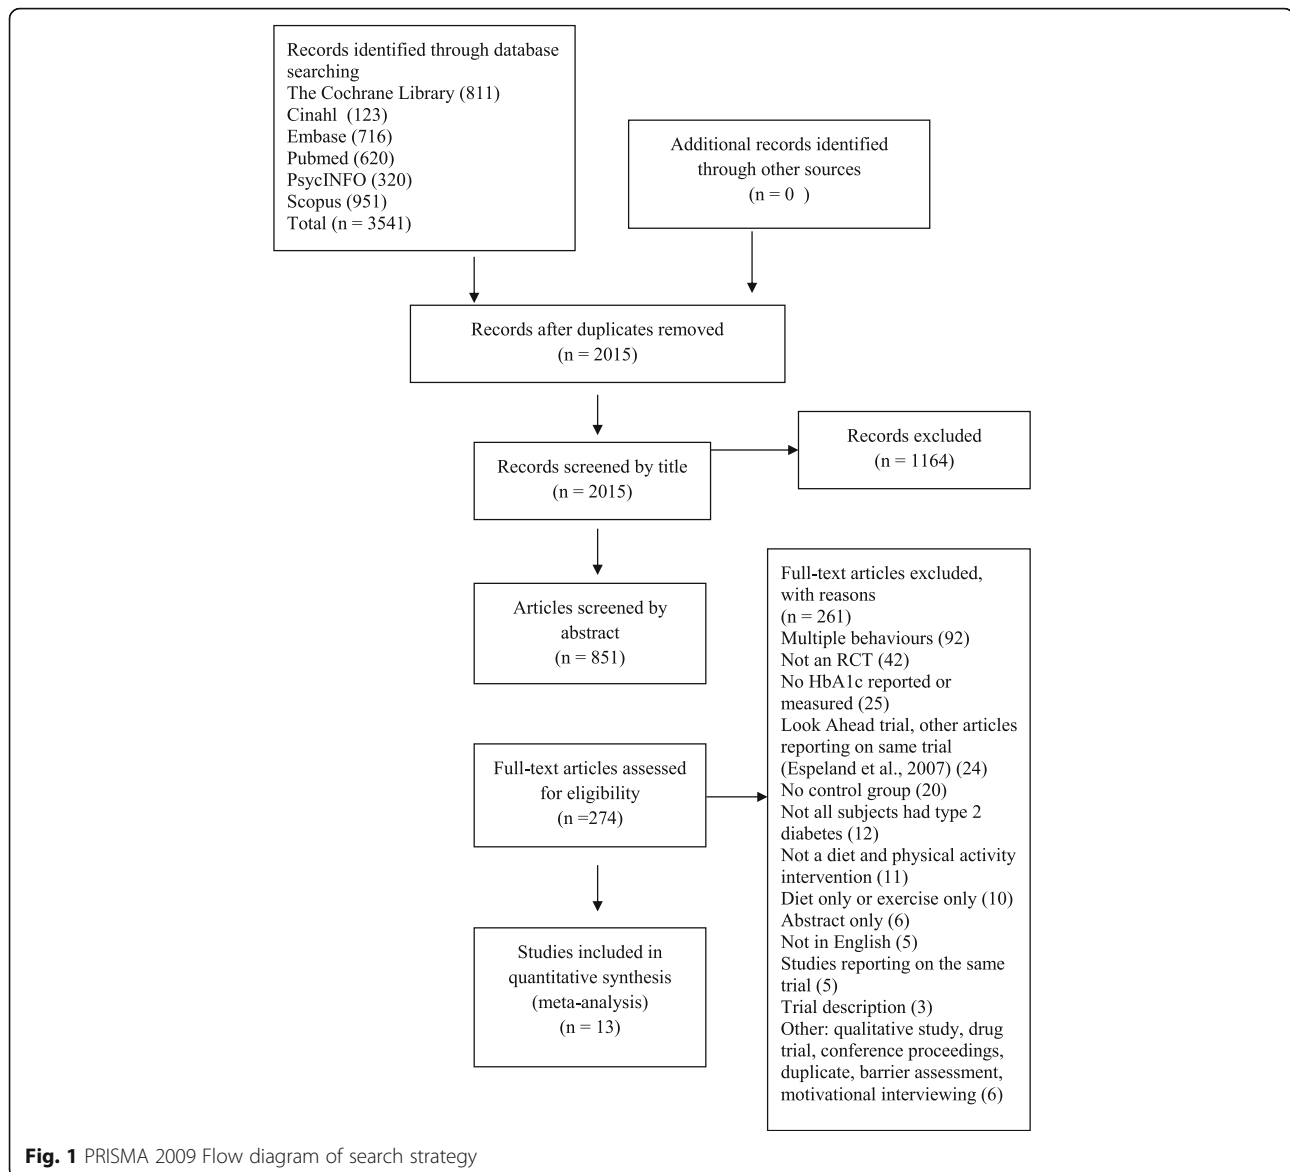 Records identified through database
searching
The Cochrane Library (811)
Cinahl (123)
Embase (716)
Pubmed (620)
PsycINFO (320)
Scopus (951)
Total (n = 3541)
Additional records identified
through other sources
(n = 0 )
Records after duplicates removed
(n = 2015)
Records screened by title
(n = 2015)
Records excluded
(n = 1164)
Articles screened by
abstract
(n = 851)
Full-text articles assessed
for eligibility
(n =274)
Full-text articles excluded,
with reasons
(n = 261)
Multiple behaviours (92)
Not an RCT (42)
No HbA1c reported or
measured (25)
Look Ahead trial, other articles
reporting on same trial
(Espeland et al., 2007) (24)
No control group (20)
Not all subjects had type 2
diabetes (12)
Not a diet and physical activity
intervention (11)
Diet only or exercise only (10)
Abstract only (6)
Not in English (5)
Studies reporting on the same
trial (5)
Trial description (3)
Other: qualitative study, drug
trial, conference proceedings,
duplicate, barrier assessment,
motivational interviewing (6)
Studies included in
quantitative synthesis
(meta-analysis)
(n = 13)
Fig. 1 PRISMA 2009 Flow diagram of search strategy